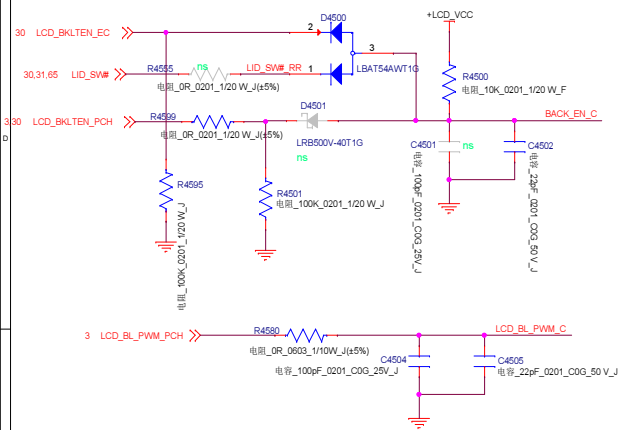 +LCD_VCC
D4500
30 LCD_BKLTEN_EC
2
3
R4555
ns
LID_SW#_RR
1
LBAT54AWT1G
30,31,65 LID_SW#
R4500
电阻_0R_0201_1/20 W_J(±5%)
电阻_10K_0201_1/20 W_F
R4599
D4501
BACK_EN_C
3,30 LCD_BKLTEN_PCH
电阻_0R_0201_1/20 W_J(±5%)
D
LRB500V-40T1G
ns
C4501
ns
C4502
电容_100pF_0201_C0G_25V_J
电容_22pF_0201_C0G_50 V_J
R4595
电阻_100K_0201_1/20 W_J
R4501
电阻_100K_0201_1/20 W_J
3 LCD_BL_PWM_PCH
R4580
LCD_BL_PWM_C
电阻_0R_0603_1/10W_J(±5%)
C4504
电容_100pF_0201_C0G_25V_J
C4505
电容_22pF_0201_C0G_50 V_J